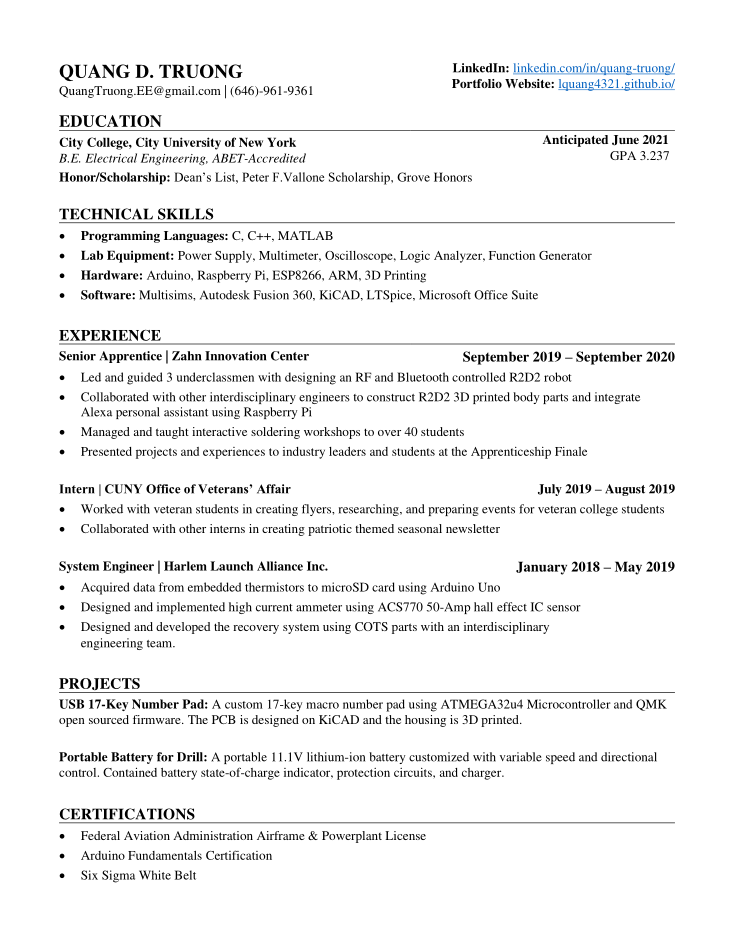 QUANG D. TRUONG
QuangTruong.EE@gmail.com | (646)-961-9361
LinkedIn: linkedin.com/in/quang-truong/
Portfolio Website: lquang4321.github.io/
EDUCATION
City College, City University of New York Anticipated June 2021
B.E. Electrical Engineering, ABET-Accredited GPA 3.237
Honor/Scholarship: Dean's List, Peter F.Vallone Scholarship, Grove Honors
TECHNICAL SKILLS
• Programming Languages: C, C++, MATLAB
• Lab Equipment: Power Supply, Multimeter, Oscilloscope, Logic Analyzer, Function Generator
• Hardware: Arduino, Raspberry Pi, ESP8266, ARM, 3D Printing
• Software: Multisims, Autodesk Fusion 360, KiCAD, LTSpice, Microsoft Office Suite
EXPERIENCE
Senior Apprentice | Zahn Innovation Center September 2019 – September 2020
• Led and guided 3 underclassmen with designing an RF and Bluetooth controlled R2D2 robot
• Collaborated with other interdisciplinary engineers to construct R2D2 3D printed body parts and integrate
Alexa personal assistant using Raspberry Pi
• Managed and taught interactive soldering workshops to over 40 students
• Presented projects and experiences to industry leaders and students at the Apprenticeship Finale
Intern | CUNY Office of Veterans' Affair July 2019 – August 2019
• Worked with veteran students in creating flyers, researching, and preparing events for veteran college students
• Collaborated with other interns in creating patriotic themed seasonal newsletter
System Engineer | Harlem Launch Alliance Inc. January 2018 – May 2019
• Acquired data from embedded thermistors to microSD card using Arduino Uno
• Designed and implemented high current ammeter using ACS770 50-Amp hall effect IC sensor
• Designed and developed the recovery system using COTS parts with an interdisciplinary
engineering team.
PROJECTS
USB 17-Key Number Pad: A custom 17-key macro number pad using ATMEGA32u4 Microcontroller and QMK
open sourced firmware. The PCB is designed on KiCAD and the housing is 3D printed.
Portable Battery for Drill: A portable 11.1V lithium-ion battery customized with variable speed and directional
control. Contained battery state-of-charge indicator, protection circuits, and charger.
CERTIFICATIONS
• Federal Aviation Administration Airframe & Powerplant License
• Arduino Fundamentals Certification
• Six Sigma White Belt